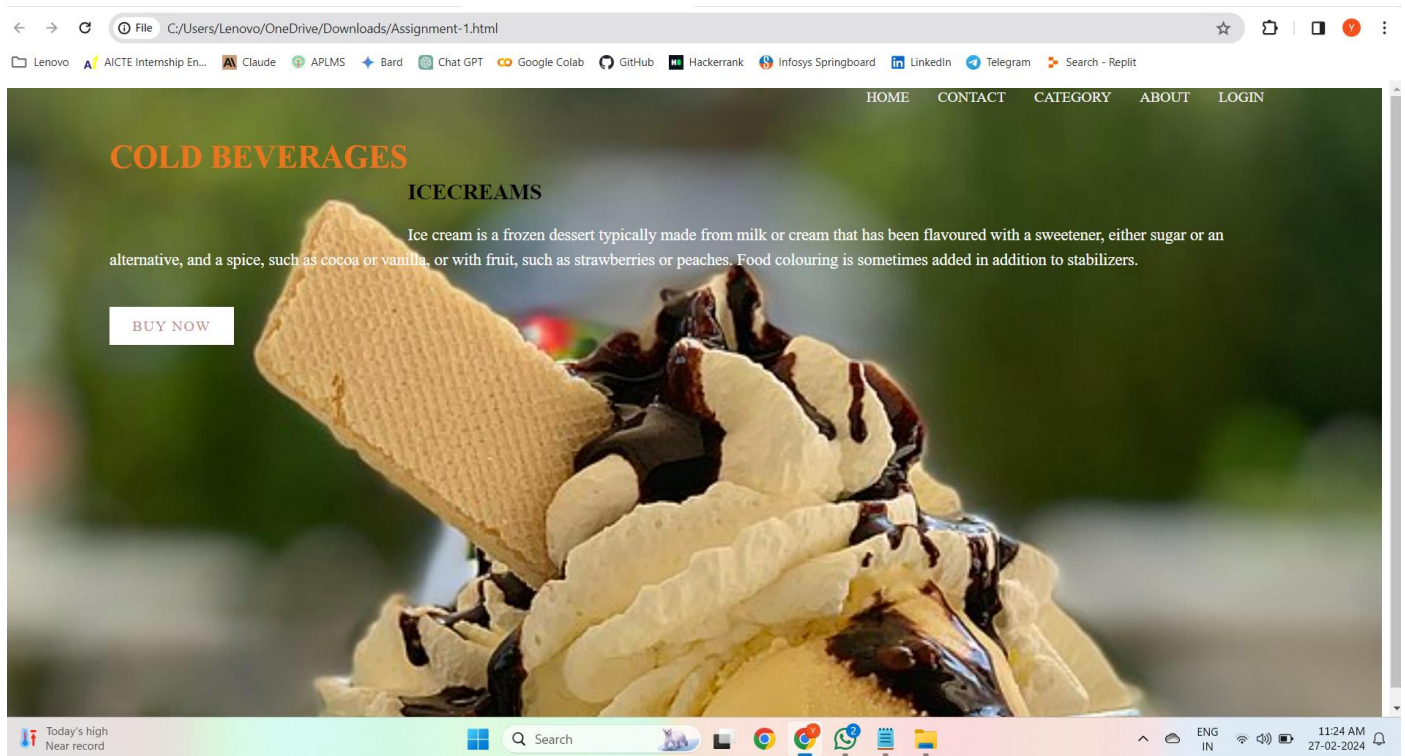 File C:/Users/Lenovo/OneDrive/Downloads/Assignment-1.html
Y
Lenovo AICTE Internship En... Claude APLMS Bard Chat GPT Google Colab GitHub Hackerrank Infosys Springboard LinkedIn Telegram Search - Replit
HOME CONTACT CATEGORY ABOUT LOGIN
COLD BEVERAGES
ICECREAMS
Ice cream is a frozen dessert typically made from milk or cream that has been flavoured with a sweetener, either sugar or an
alternative, and a spice, such as cocoa or vanilla, or with fruit, such as strawberries or peaches. Food colouring is sometimes added in addition to stabilizers.
BUY NOW
Today's high
Near record
Search
2
ENG
IN
11:24 AM
27-02-2024